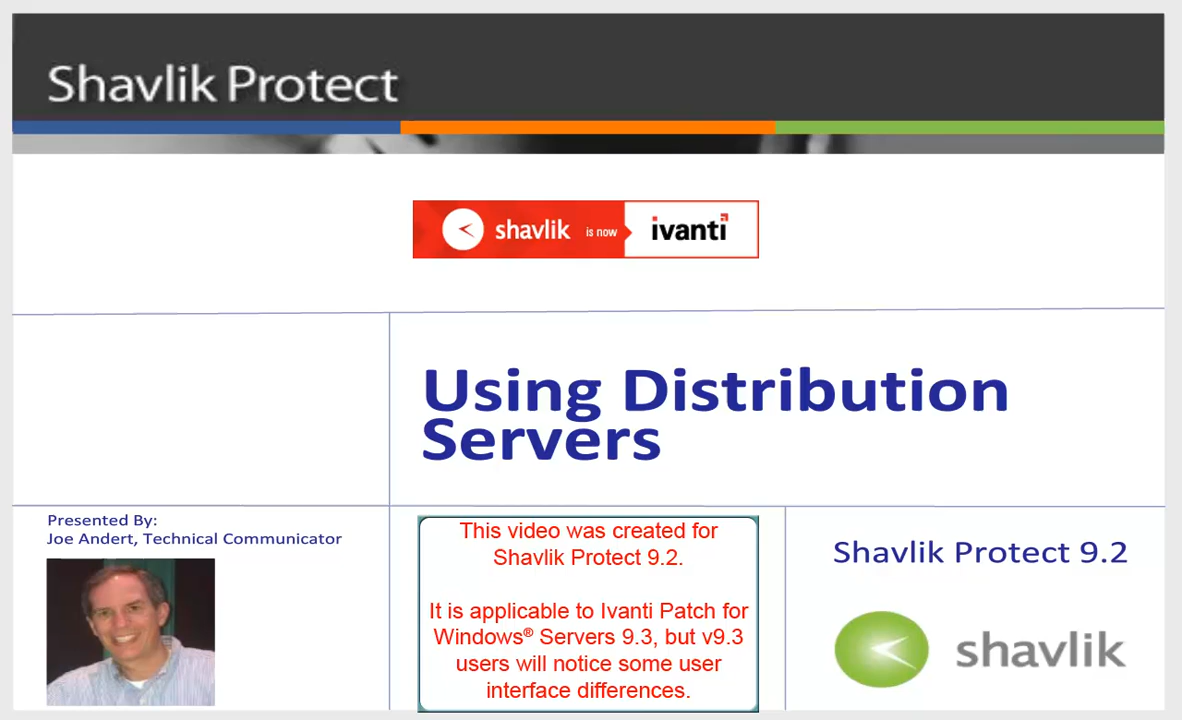 Shavlik Protect
shavlik is now ivanti
Using Distribution
Servers
Presented By:
Joe Andert, Technical Communicator
This video was created for
Shavlik Protect 9.2.
It is applicable to Ivanti Patch for
Windows® Servers 9.3, but v9.3
users will notice some user
interface differences.
Shavlik Protect 9.2
shavlik